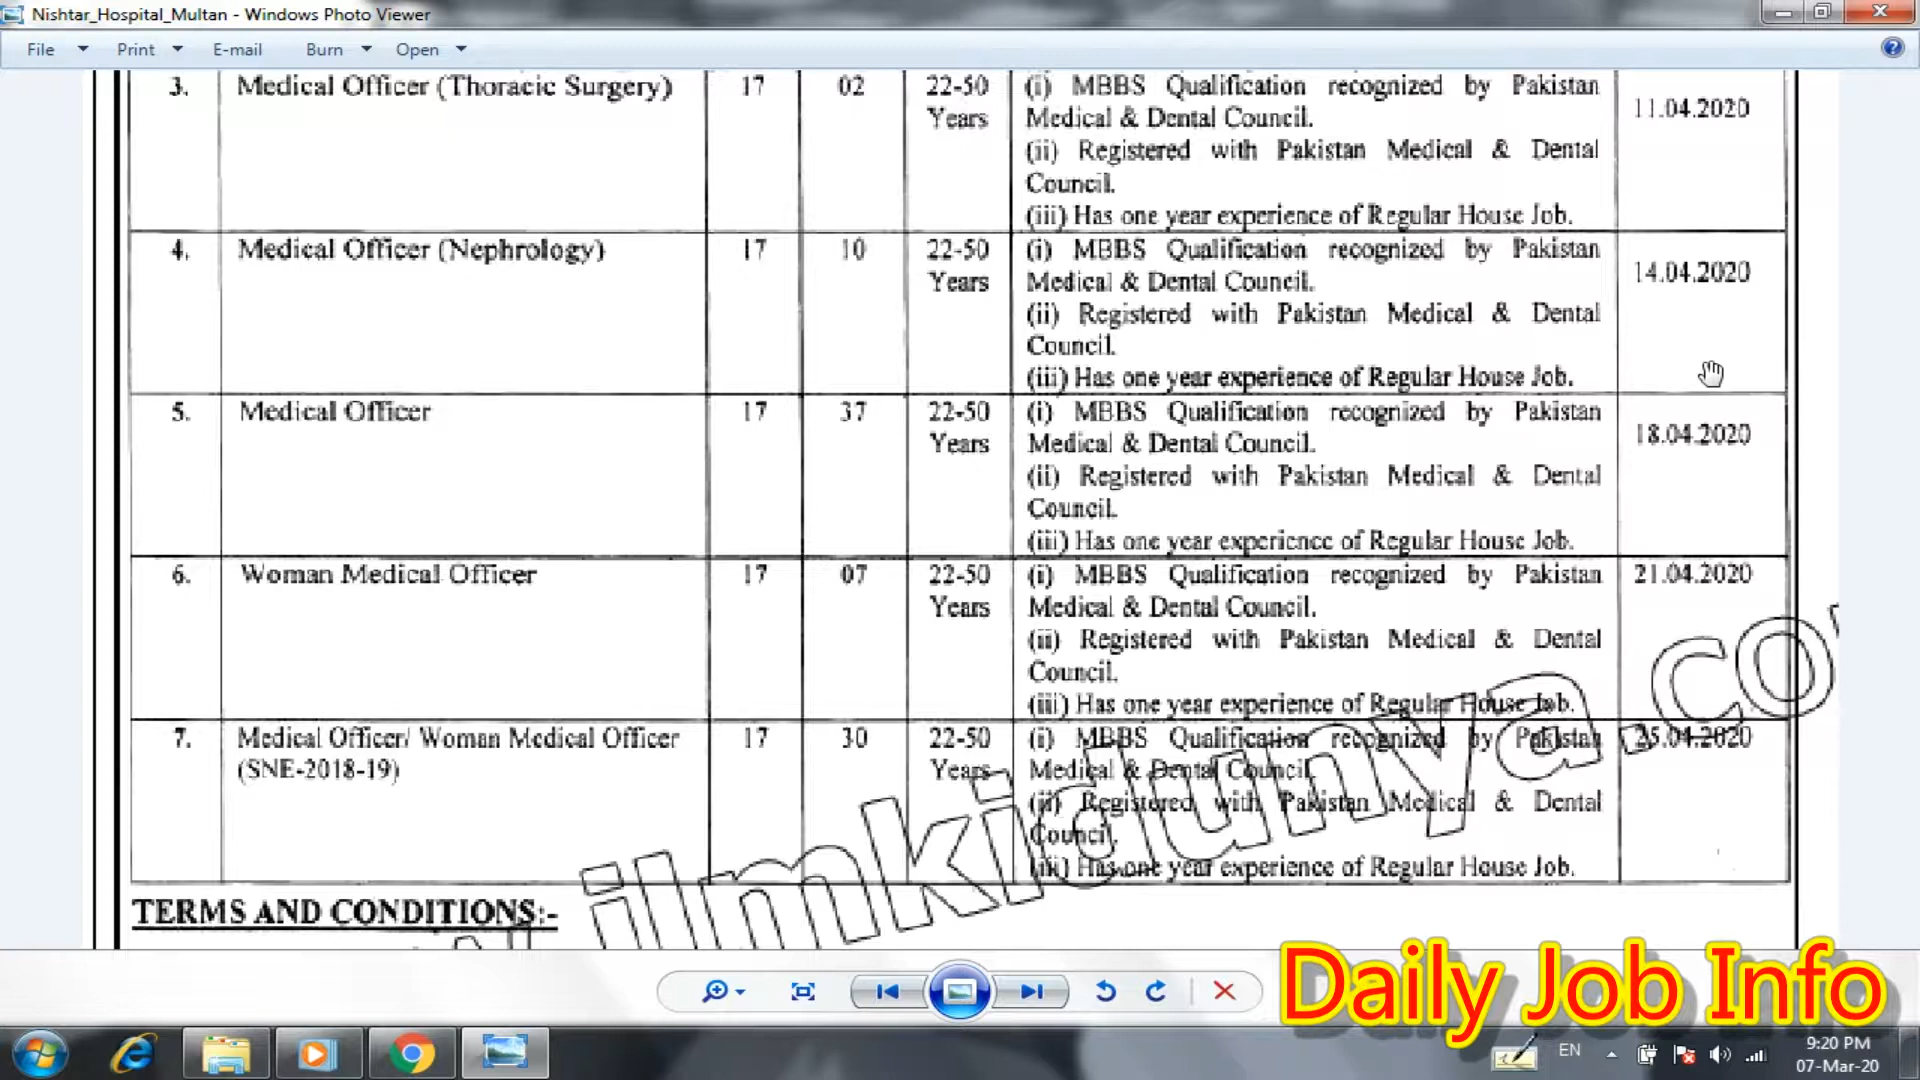 Nishtar_Hospital_Multan - Windows Photo Viewer
File Print E-mail Burn Open
3. Medical Officer (Thoracic Surgery) 17 02 22-50 Years (i) MBBS Qualification recognized by Pakistan
Medical & Dental Council.
(ii) Registered with Pakistan Medical & Dental
Council.
(iii) Has one year experience of Regular House Job.
11.04.2020
4. Medical Officer (Nephrology) 17 10 22-50 Years (i) MBBS Qualification recognized by Pakistan
Medical & Dental Council.
(ii) Registered with Pakistan Medical & Dental
Council.
(iii) Has one year experience of Regular House Job.
14.04.2020
5. Medical Officer 17 37 22-50 Years (i) MBBS Qualification recognized by Pakistan
Medical & Dental Council.
(ii) Registered with Pakistan Medical & Dental
Council.
(iii) Has one year experience of Regular House Job.
18.04.2020
6. Woman Medical Officer 17 07 22-50 Years (i) MBBS Qualification recognized by Pakistan
Medical & Dental Council.
(ii) Registered with Pakistan Medical & Dental
Council.
(iii) Has one year experience of Regular House Job.
21.04.2020
7. Medical Officer/ Woman Medical Officer
(SNE-2018-19) 17 30 22-50 Years (i) MBBS Qualification recognized by Pakistan
Medical & Dental Council.
(ii) Registered with Pakistan Medical & Dental
Council.
(iii) Has one year experience of Regular House Job.
25.04.2020
ilmkidunya.co
TERMS AND CONDITIONS:-
Daily Job Info
EN
9:20 PM
07-Mar-20